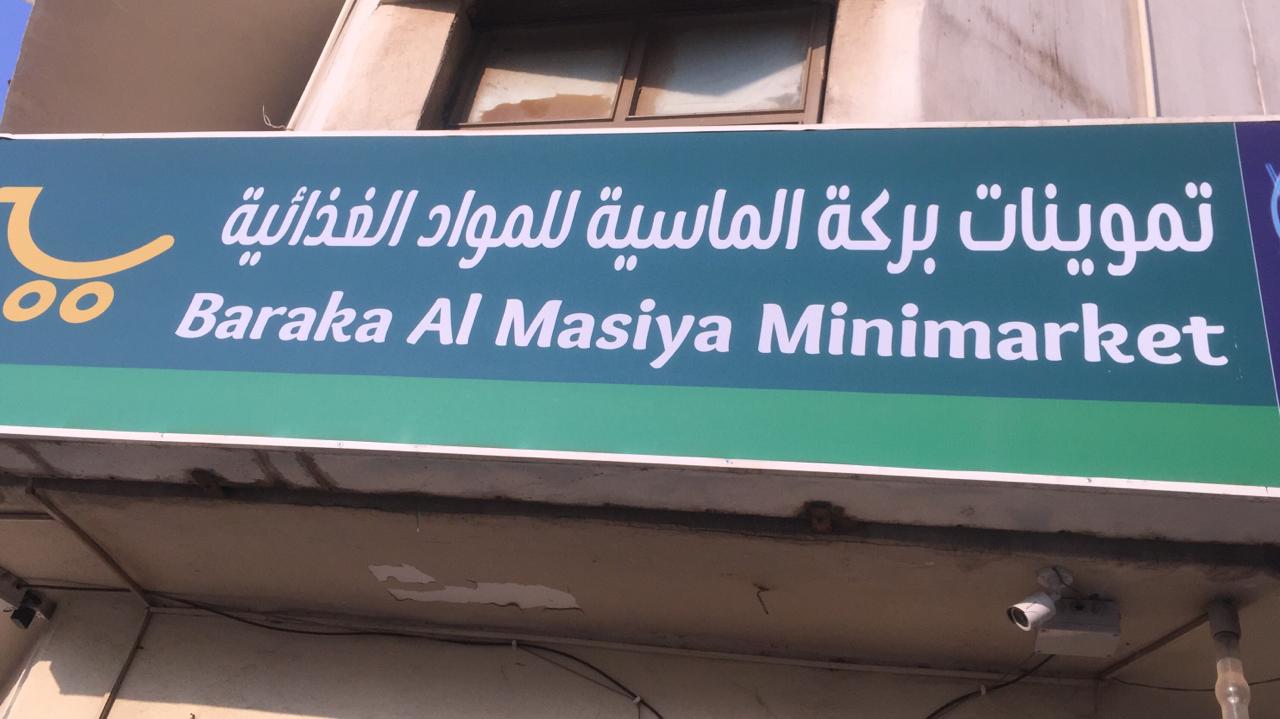 تموينات بركة الماسية للمواد الغذائية
Baraka Al Masiya Minimarket